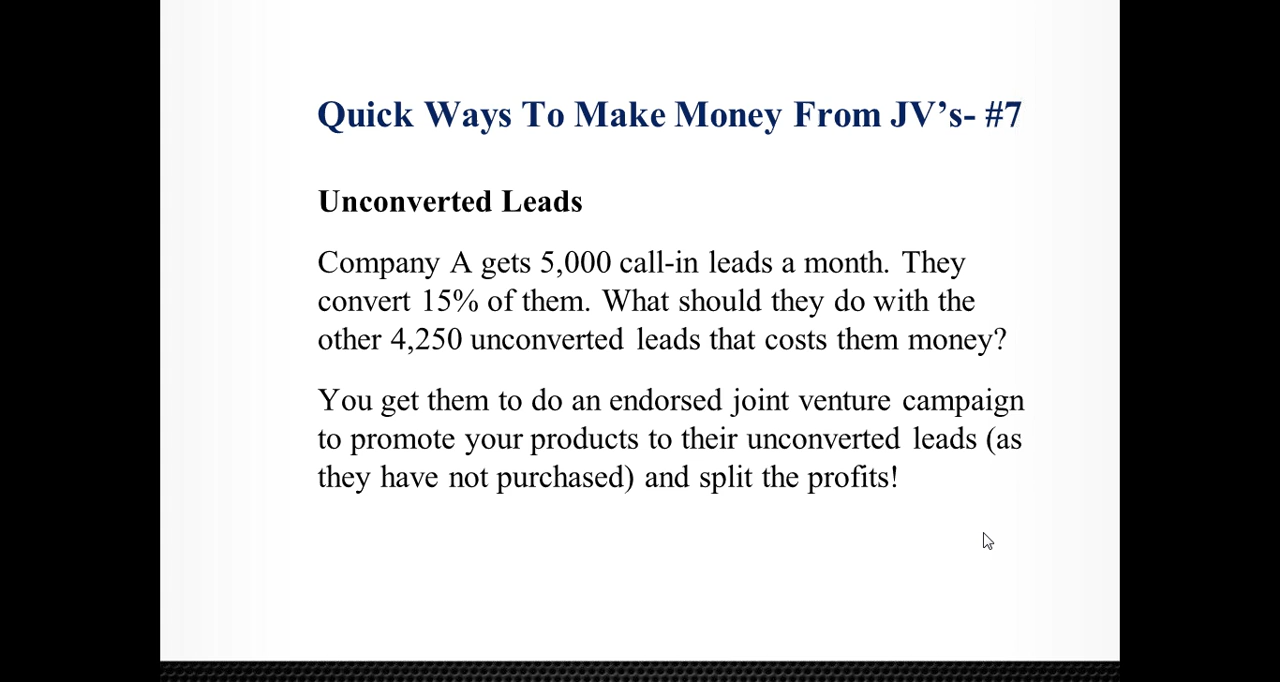 Quick Ways To Make Money From JV’s- #7
Unconverted Leads
Company A gets 5,000 call-in leads a month. They
convert 15% of them. What should they do with the
other 4,250 unconverted leads that costs them money?
You get them to do an endorsed joint venture campaign
to promote your products to their unconverted leads (as
they have not purchased) and split the profits!